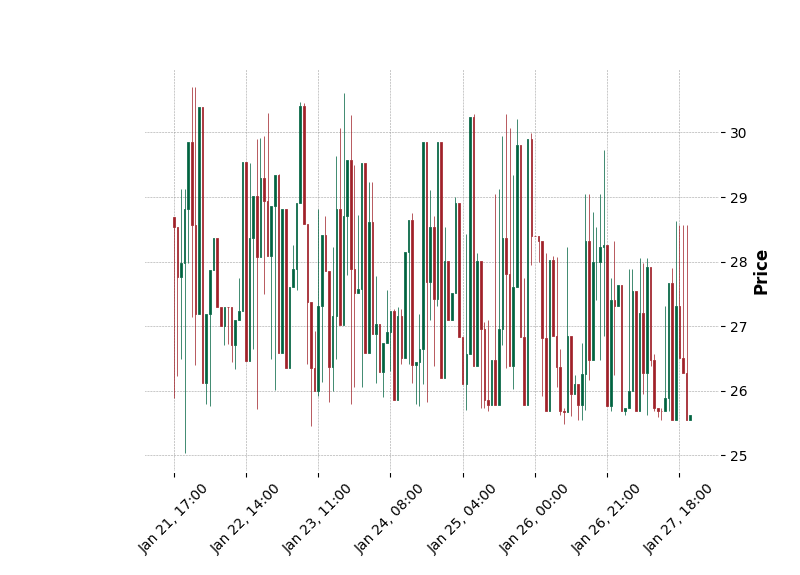 30
29
28
27
26
25
Price
Jan 21, 17:00
Jan 22, 14:00
Jan 23, 11:00
Jan 24, 08:00
Jan 25, 04:00
Jan 26, 00:00
Jan 26, 21:00
Jan 27, 18:00